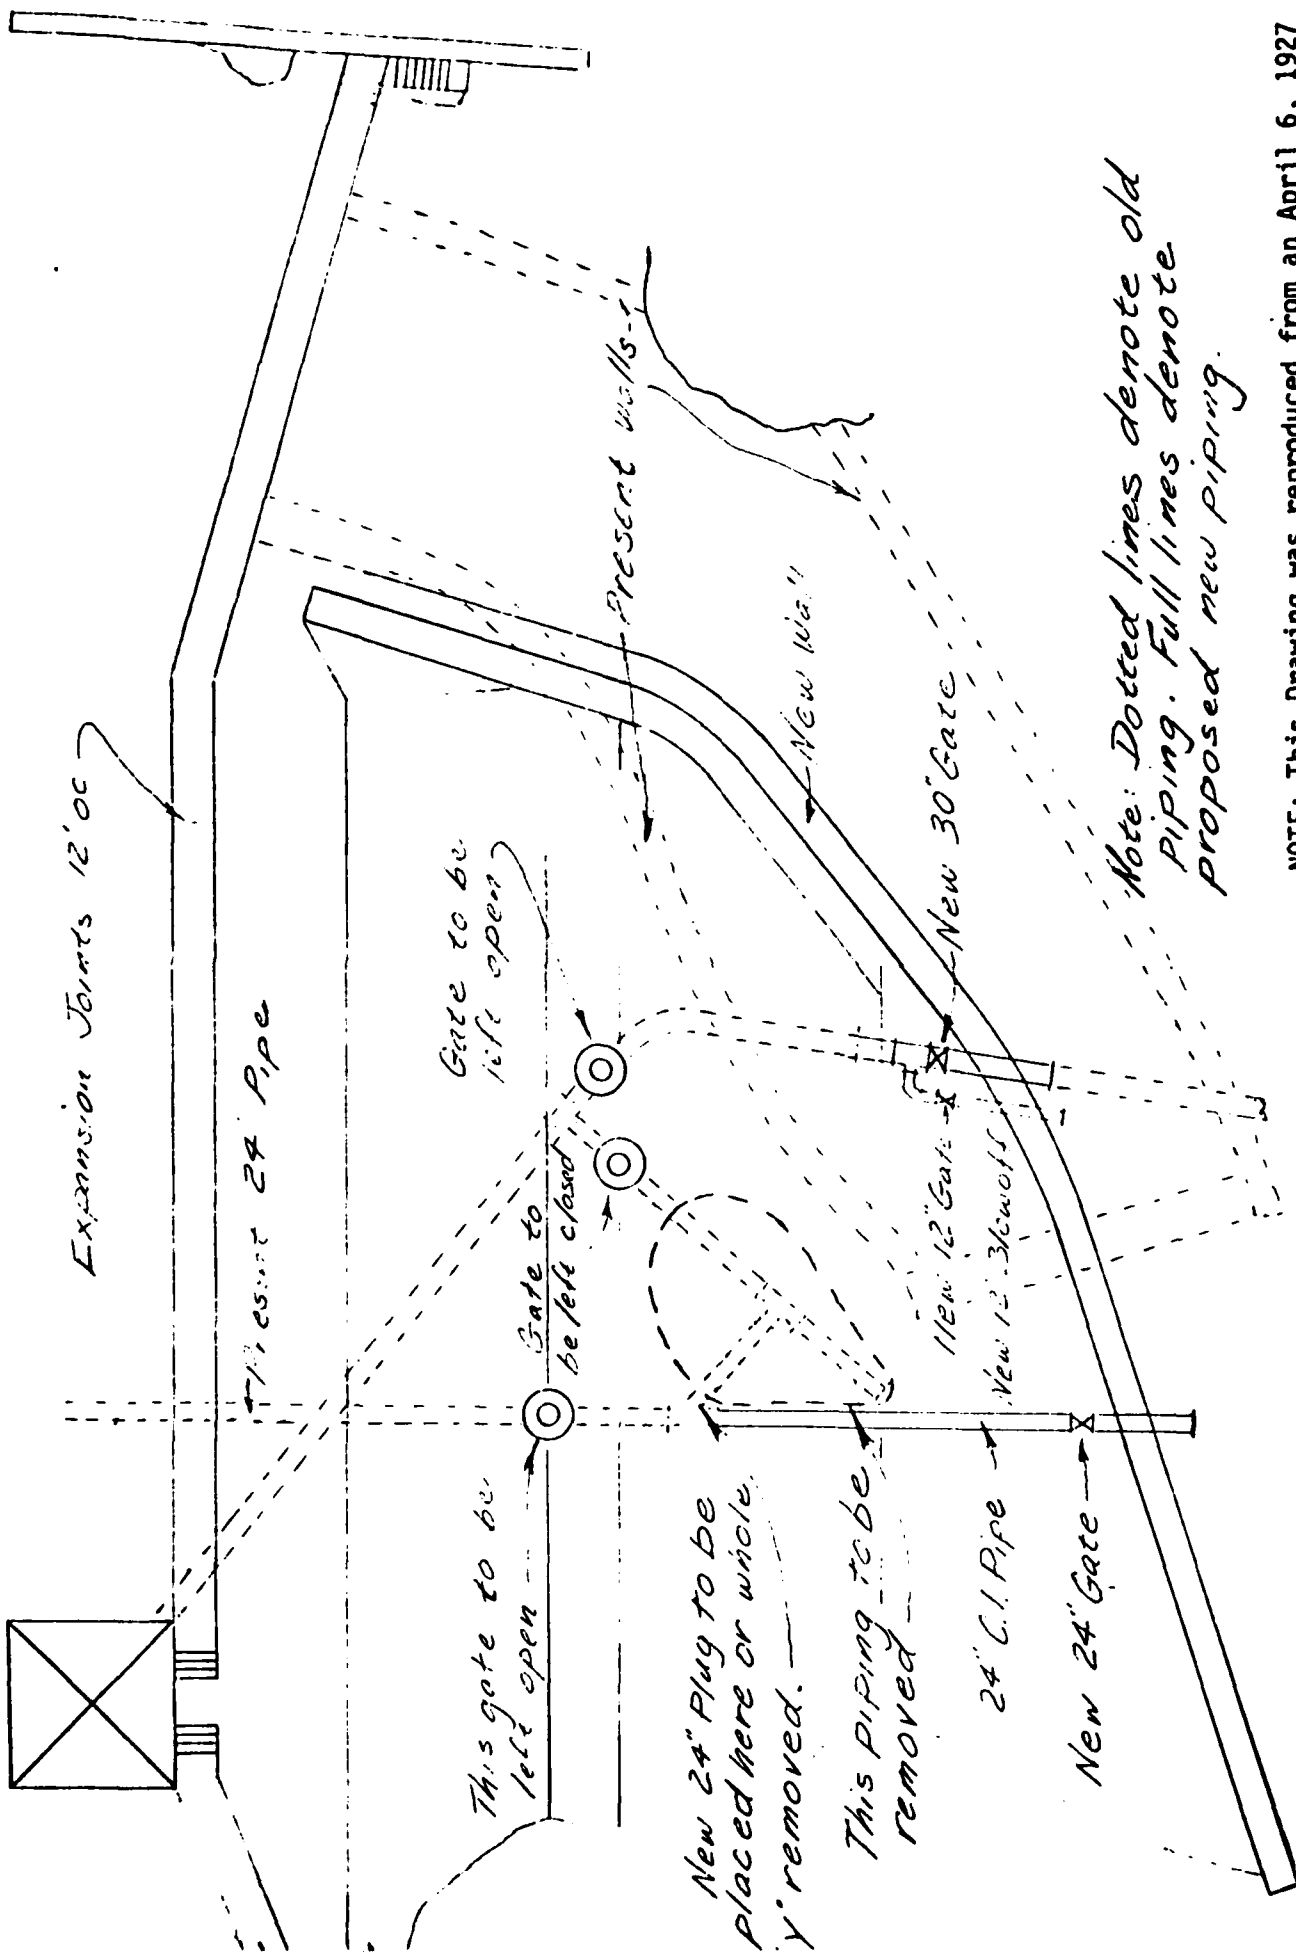 Expansion Joints 12' OC
Present 24" Pipe
Gate to be
left open
Gate to
be left closed
This gate to be
left open
Present walls
New Wall
New 30" Gate
New 12" Gate
New 12" Blowoff
New 24" Plug to be
placed here or whole
Y removed.
This piping to be
removed
24" C.I. Pipe
New 24" Gate
Note: Dotted lines denote old
piping. Full lines denote
proposed new piping.
NOTE: This Drawing was reproduced from an April 6, 1927